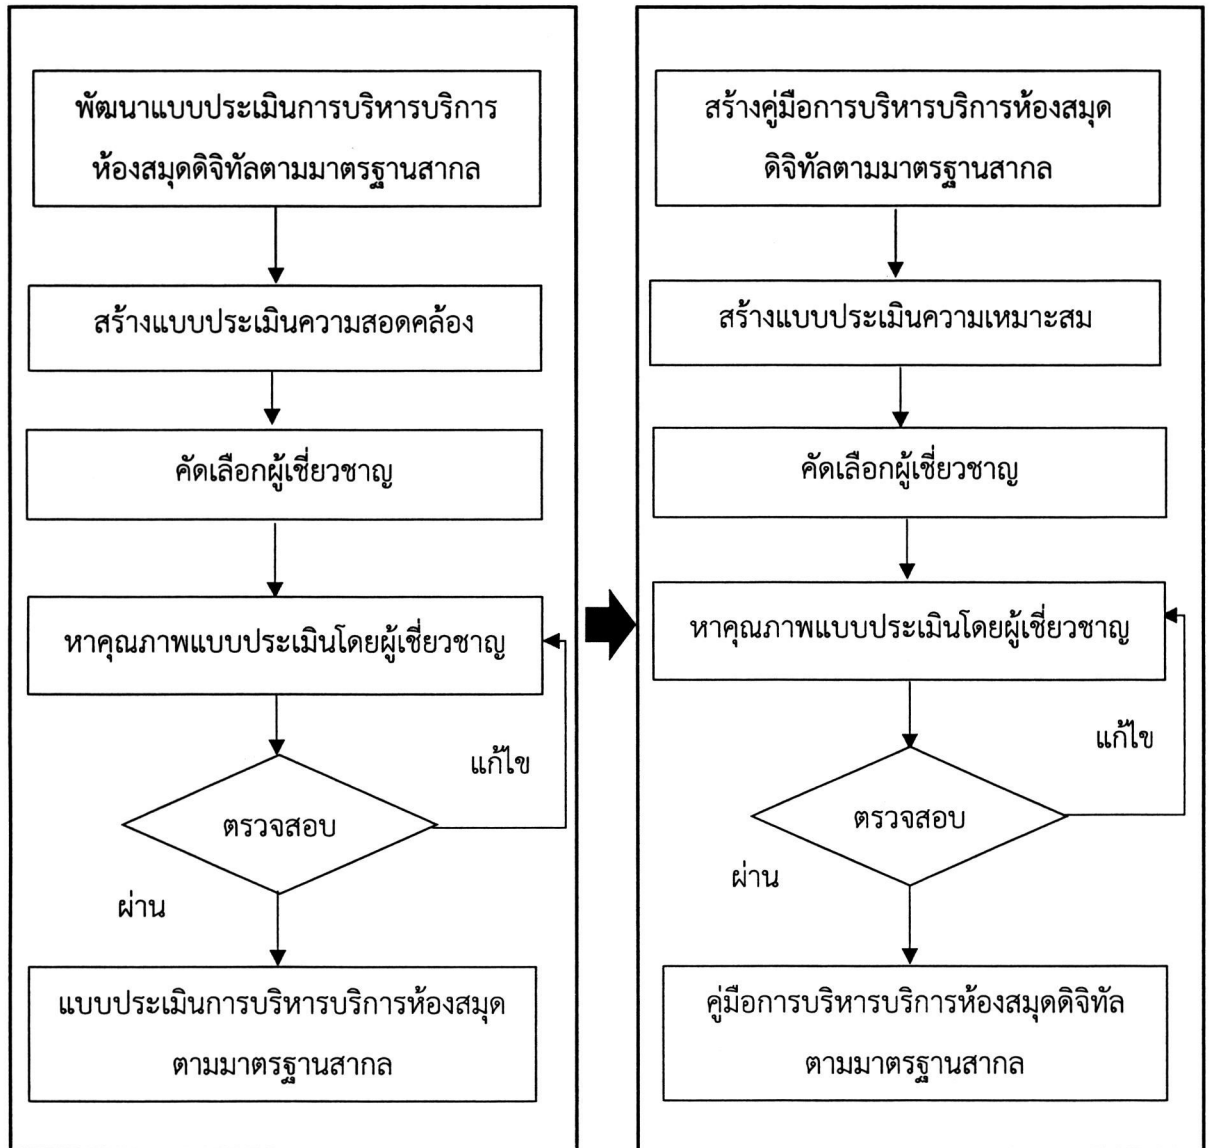 พัฒนาแบบประเมินการบริหารบริการ
ห้องสมุดดิจิทัลตามมาตรฐานสากล
สร้างแบบประเมินความสอดคล้อง
คัดเลือกผู้เชี่ยวชาญ
หาคุณภาพแบบประเมินโดยผู้เชี่ยวชาญ
แก้ไข
ตรวจสอบ
ผ่าน
แบบประเมินการบริหารบริการห้องสมุด
ตามมาตรฐานสากล
สร้างคู่มือการบริหารบริการห้องสมุด
ดิจิทัลตามมาตรฐานสากล
สร้างแบบประเมินความเหมาะสม
คัดเลือกผู้เชี่ยวชาญ
หาคุณภาพแบบประเมินโดยผู้เชี่ยวชาญ
แก้ไข
ตรวจสอบ
ผ่าน
คู่มือการบริหารบริการห้องสมุดดิจิทัล
ตามมาตรฐานสากล